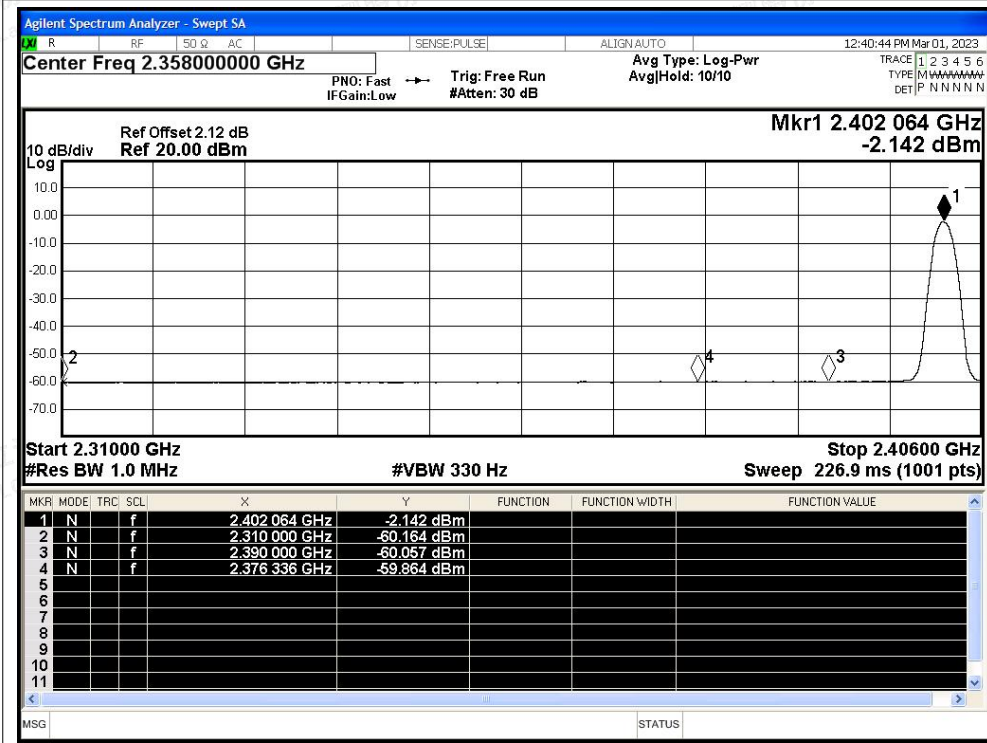 Agilent Spectrum Analyzer - Swept SA
LXI R RF 50 Ω AC SENSE:PULSE ALIGN AUTO 12:40:44 PM Mar 01, 2023
Center Freq 2.358000000 GHz
PNO: Fast
IFGain:Low
Trig: Free Run
#Atten: 30 dB
Avg Type: Log-Pwr
Avg|Hold: 10/10
TRACE 1 2 3 4 5 6
TYPE M
DET P N N N N N
Mkr1 2.402 064 GHz
-2.142 dBm
Ref Offset 2.12 dB
10 dB/div Ref 20.00 dBm
Log
10.0
0.00
-10.0
-20.0
-30.0
-40.0
-50.0
-60.0
-70.0
1
2
4
3
Start 2.31000 GHz Stop 2.40600 GHz
#Res BW 1.0 MHz #VBW 330 Hz Sweep 226.9 ms (1001 pts)
MKR MODE TRC SCL X Y FUNCTION FUNCTION WIDTH FUNCTION VALUE
1 N f 2.402 064 GHz -2.142 dBm
2 N f 2.310 000 GHz -60.164 dBm
3 N f 2.390 000 GHz -60.057 dBm
4 N f 2.376 336 GHz -59.864 dBm
5
6
7
8
9
10
11
MSG STATUS